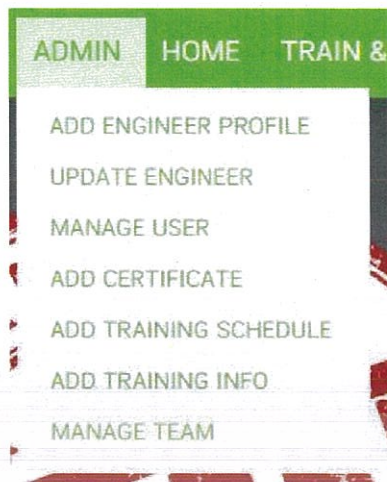 ADMIN HOME TRAIN &
ADD ENGINEER PROFILE
UPDATE ENGINEER
MANAGE USER
ADD CERTIFICATE
ADD TRAINING SCHEDULE
ADD TRAINING INFO
MANAGE TEAM